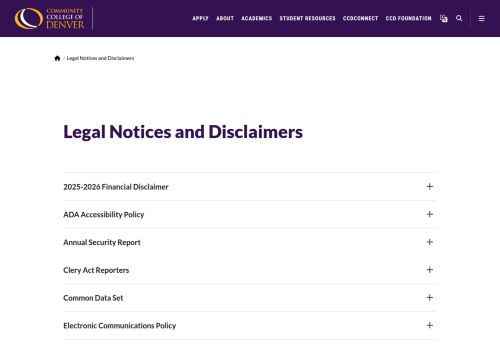 COMMUNITY
COLLEGE OF
DENVER
APPLY ABOUT ACADEMICS STUDENT RESOURCES CCDCONNECT CCD FOUNDATION
/ Legal Notices and Disclaimers
Legal Notices and Disclaimers
2025-2026 Financial Disclaimer
ADA Accessibility Policy
Annual Security Report
Clery Act Reporters
Common Data Set
Electronic Communications Policy